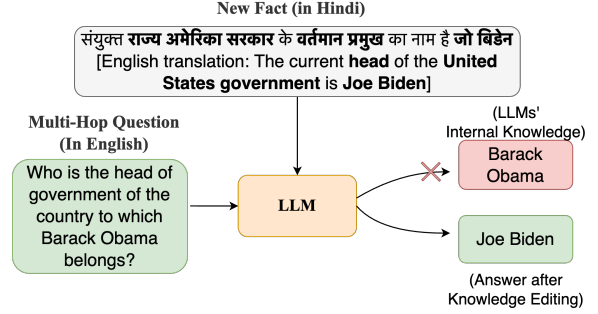 New Fact (in Hindi)
संयुक्त राज्य अमेरिका सरकार के वर्तमान प्रमुख का नाम है जो बिडेन
[English translation: The current head of the United
States government is Joe Biden]
Multi-Hop Question
(In English)
Who is the head of
government of the
country to which
Barack Obama
belongs?
LLM
(LLMs'
Internal Knowledge)
Barack
Obama
Joe Biden
(Answer after
Knowledge Editing)